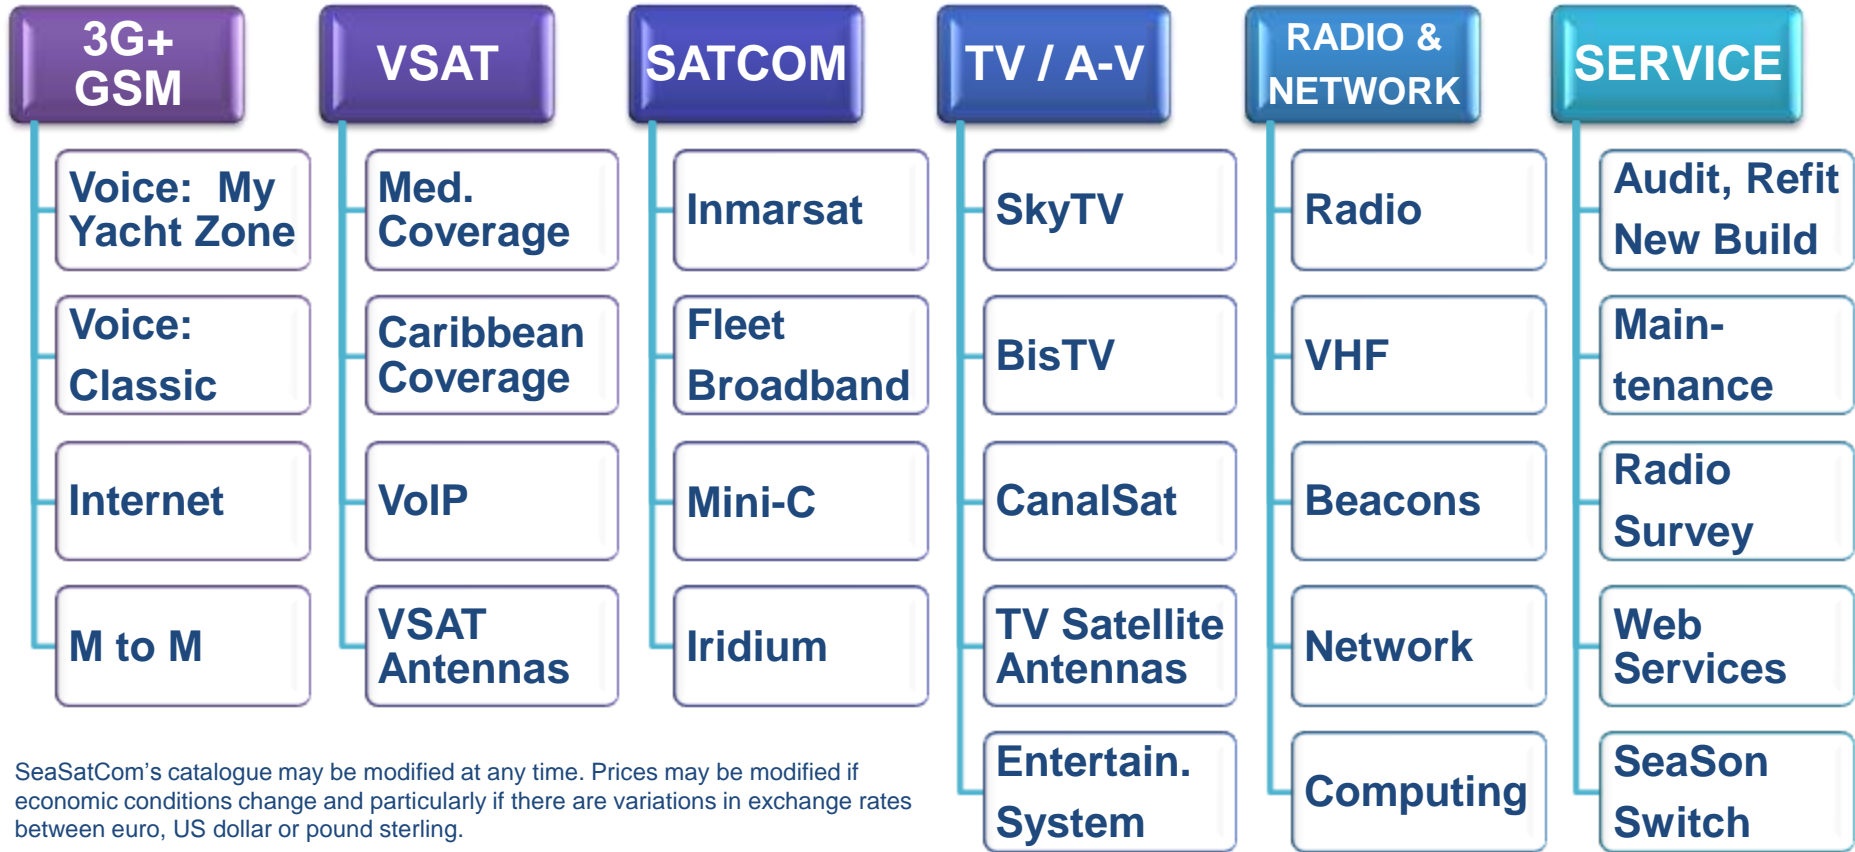 3G+
GSM
Voice:  My
Yacht Zone
Voice:
Classic
Internet
M to M
VSAT
Med.
Coverage
Caribbean
Coverage
VoIP
VSAT
Antennas
SATCOM
Inmarsat
Fleet
Broadband
Mini-C
Iridium
TV / A-V
SkyTV
BisTV
CanalSat
TV Satellite
Antennas
Entertain.
System
RADIO &
NETWORK
Radio
VHF
Beacons
Network
Computing
SERVICE
Audit, Refit
New Build
Main-
tenance
Radio
Survey
Web
Services
SeaSon
Switch
SeaSatCom’s catalogue may be modified at any time. Prices may be modified if
economic conditions change and particularly if there are variations in exchange rates
between euro, US dollar or pound sterling.